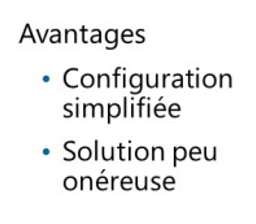 Avantages
• Configuration
simplifiée
• Solution peu
onéreuse